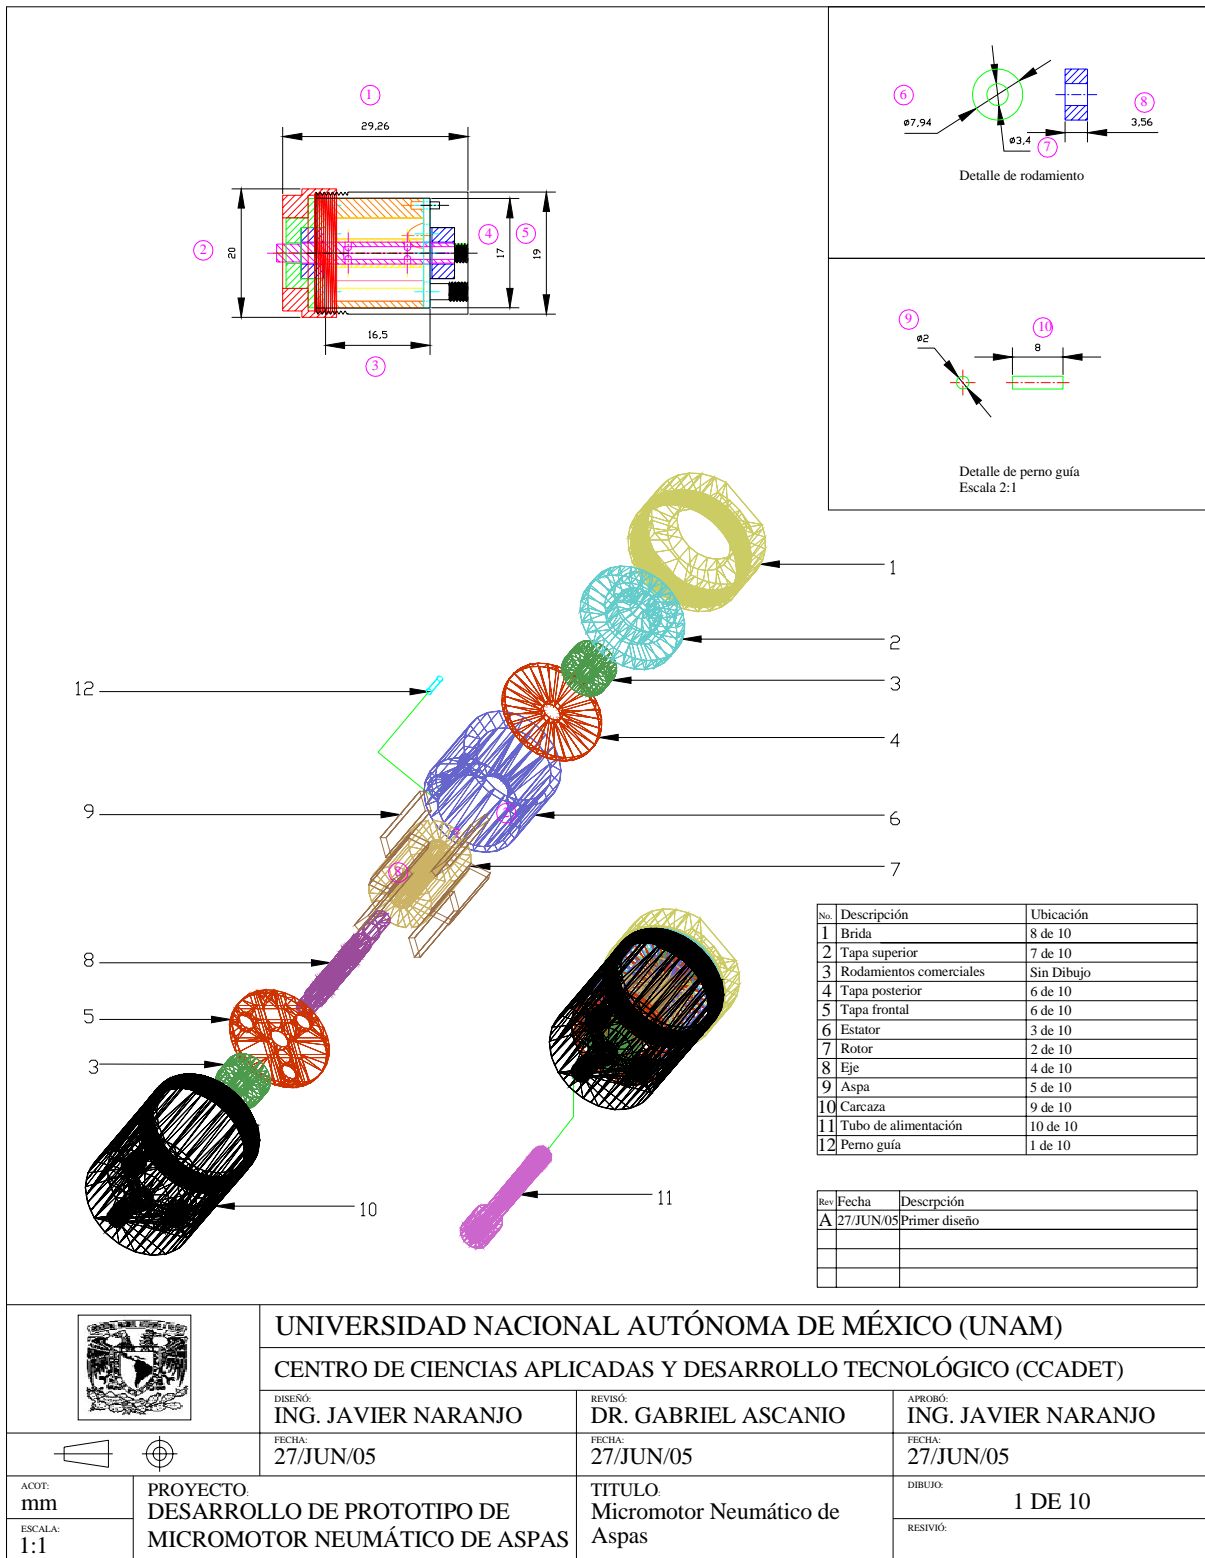 1
29,26
2
20
4
5
17
19
16,5
3
6
ø7,94
ø3,4
7
8
3,56
Detalle de rodamiento
9
ø2
10
8
Detalle de perno guía
Escala 2:1
1
2
3
4
12
9
6
7
8
8
5
3
10
11
No. Descripción Ubicación
1 Brida 8 de 10
2 Tapa superior 7 de 10
3 Rodamientos comerciales Sin Dibujo
4 Tapa posterior 6 de 10
5 Tapa frontal 6 de 10
6 Estator 3 de 10
7 Rotor 2 de 10
8 Eje 4 de 10
9 Aspa 5 de 10
10 Carcaza 9 de 10
11 Tubo de alimentación 10 de 10
12 Perno guía 1 de 10
Rev Fecha Descrpción
A 27/JUN/05 Primer diseño
UNIVERSIDAD NACIONAL AUTÓNOMA DE MÉXICO (UNAM)
CENTRO DE CIENCIAS APLICADAS Y DESARROLLO TECNOLÓGICO (CCADET)
DISEÑO:
ING. JAVIER NARANJO
REVISÓ:
DR. GABRIEL ASCANIO
APROBÓ:
ING. JAVIER NARANJO
FECHA:
27/JUN/05
FECHA:
27/JUN/05
FECHA:
27/JUN/05
ACOT:
mm
ESCALA:
1:1
PROYECTO:
DESARROLLO DE PROTOTIPO DE
MICROMOTOR NEUMÁTICO DE ASPAS
TITULO:
Micromotor Neumático de
Aspas
DIBUJO:
1 DE 10
RESIVIÓ: